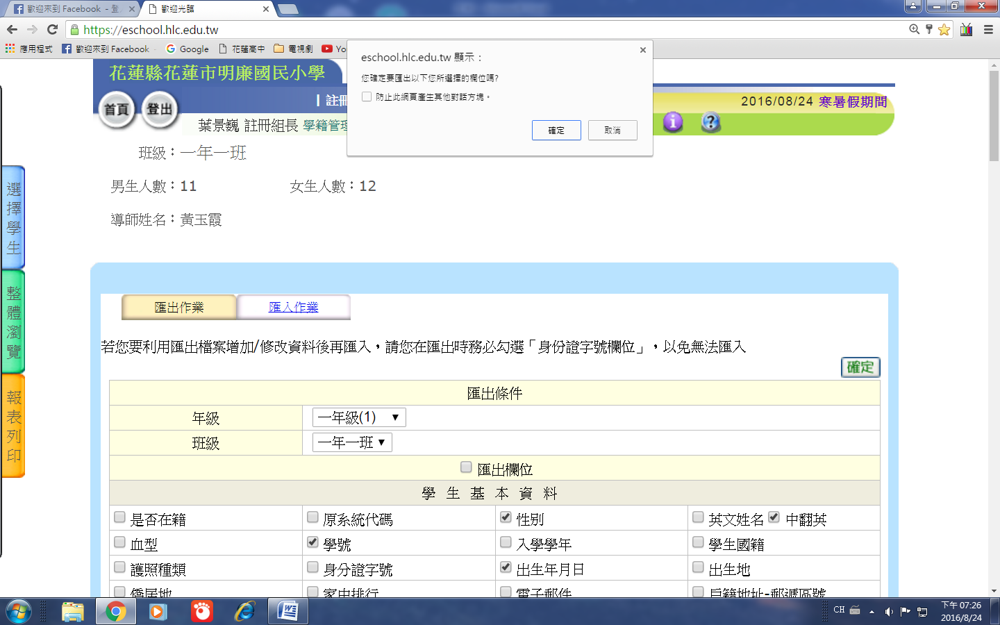 歡迎來到 Facebook - 登
歡迎光臨
https://eschool.hlc.edu.tw
應用程式
歡迎來到 Facebook
Google
花蓮高中
電視劇
You
eschool.hlc.edu.tw 顯示：
您確定要匯出以下您所選擇的欄位嗎?
防止此網頁產生其他對話方塊。
確定
取消
花蓮縣花蓮市明廉國民小學
首頁
登出
註冊
2016/08/24 寒暑假期間
葉景巍 註冊組長 學籍管理
班級：一年一班
男生人數：11
女生人數：12
導師姓名：黃玉霞
選擇學生
整體瀏覽
報表列印
匯出作業
匯入作業
若您要利用匯出檔案增加/修改資料後再匯入，請您在匯出時務必勾選「身份證字號欄位」，以免無法匯入
確定
匯出條件
年級
一年級(1)
班級
一年一班
匯出欄位
學 生 基 本 資 料
是否在籍
原系統代碼
性別
英文姓名 中翻英
血型
學號
入學學年
學生國籍
護照種類
身分證字號
出生年月日
出生地
僑居地
家中排行
電子郵件
戶籍地址-郵遞區號
CH
下午 07:26
2016/8/24